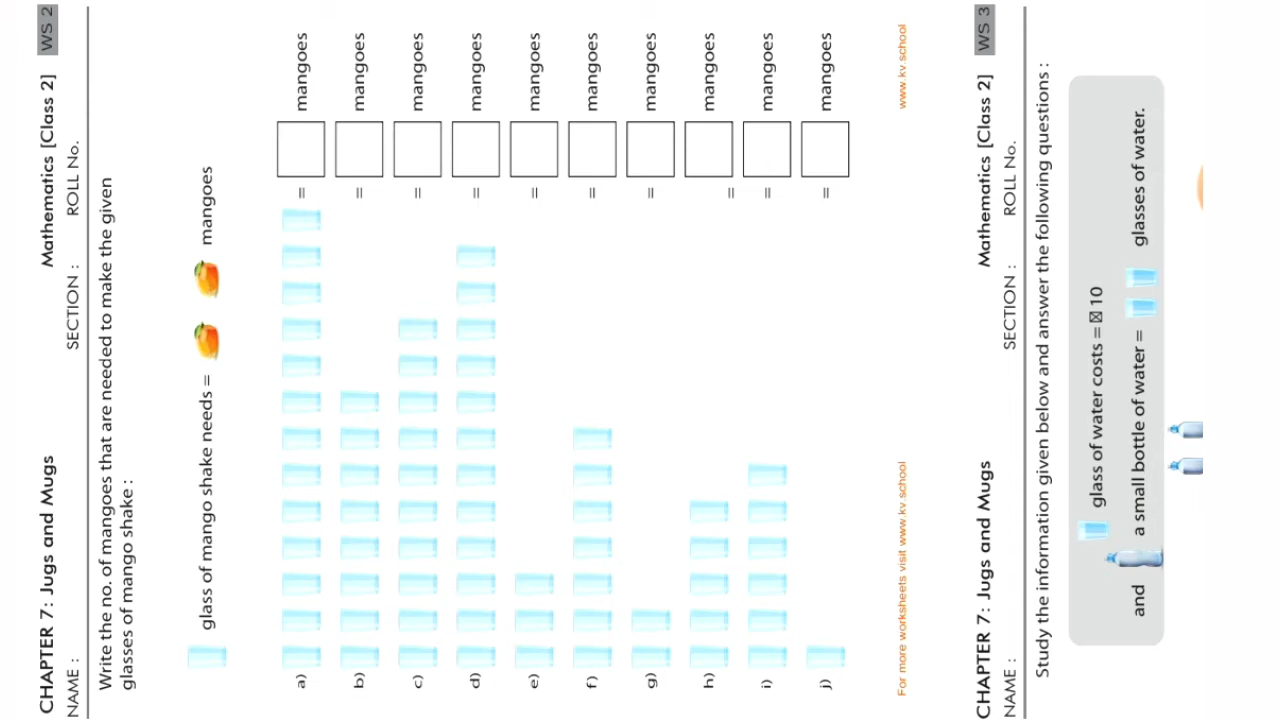 CHAPTER 7: Jugs and Mugs Mathematics [Class 2] WS 2
NAME : SECTION : ROLL No.
Write the no. of mangoes that are needed to make the given
glasses of mango shake :
glass of mango shake needs = mangoes
a) = mangoes
b) = mangoes
c) = mangoes
d) = mangoes
e) = mangoes
f) = mangoes
g) = mangoes
h) = mangoes
i) = mangoes
j) = mangoes
For more worksheets visit www.kv.school www.kv.school
CHAPTER 7: Jugs and Mugs Mathematics [Class 2] WS 3
NAME : SECTION : ROLL No.
Study the information given below and answer the following questions :
glass of water costs = 10
and a small bottle of water = glasses of water.